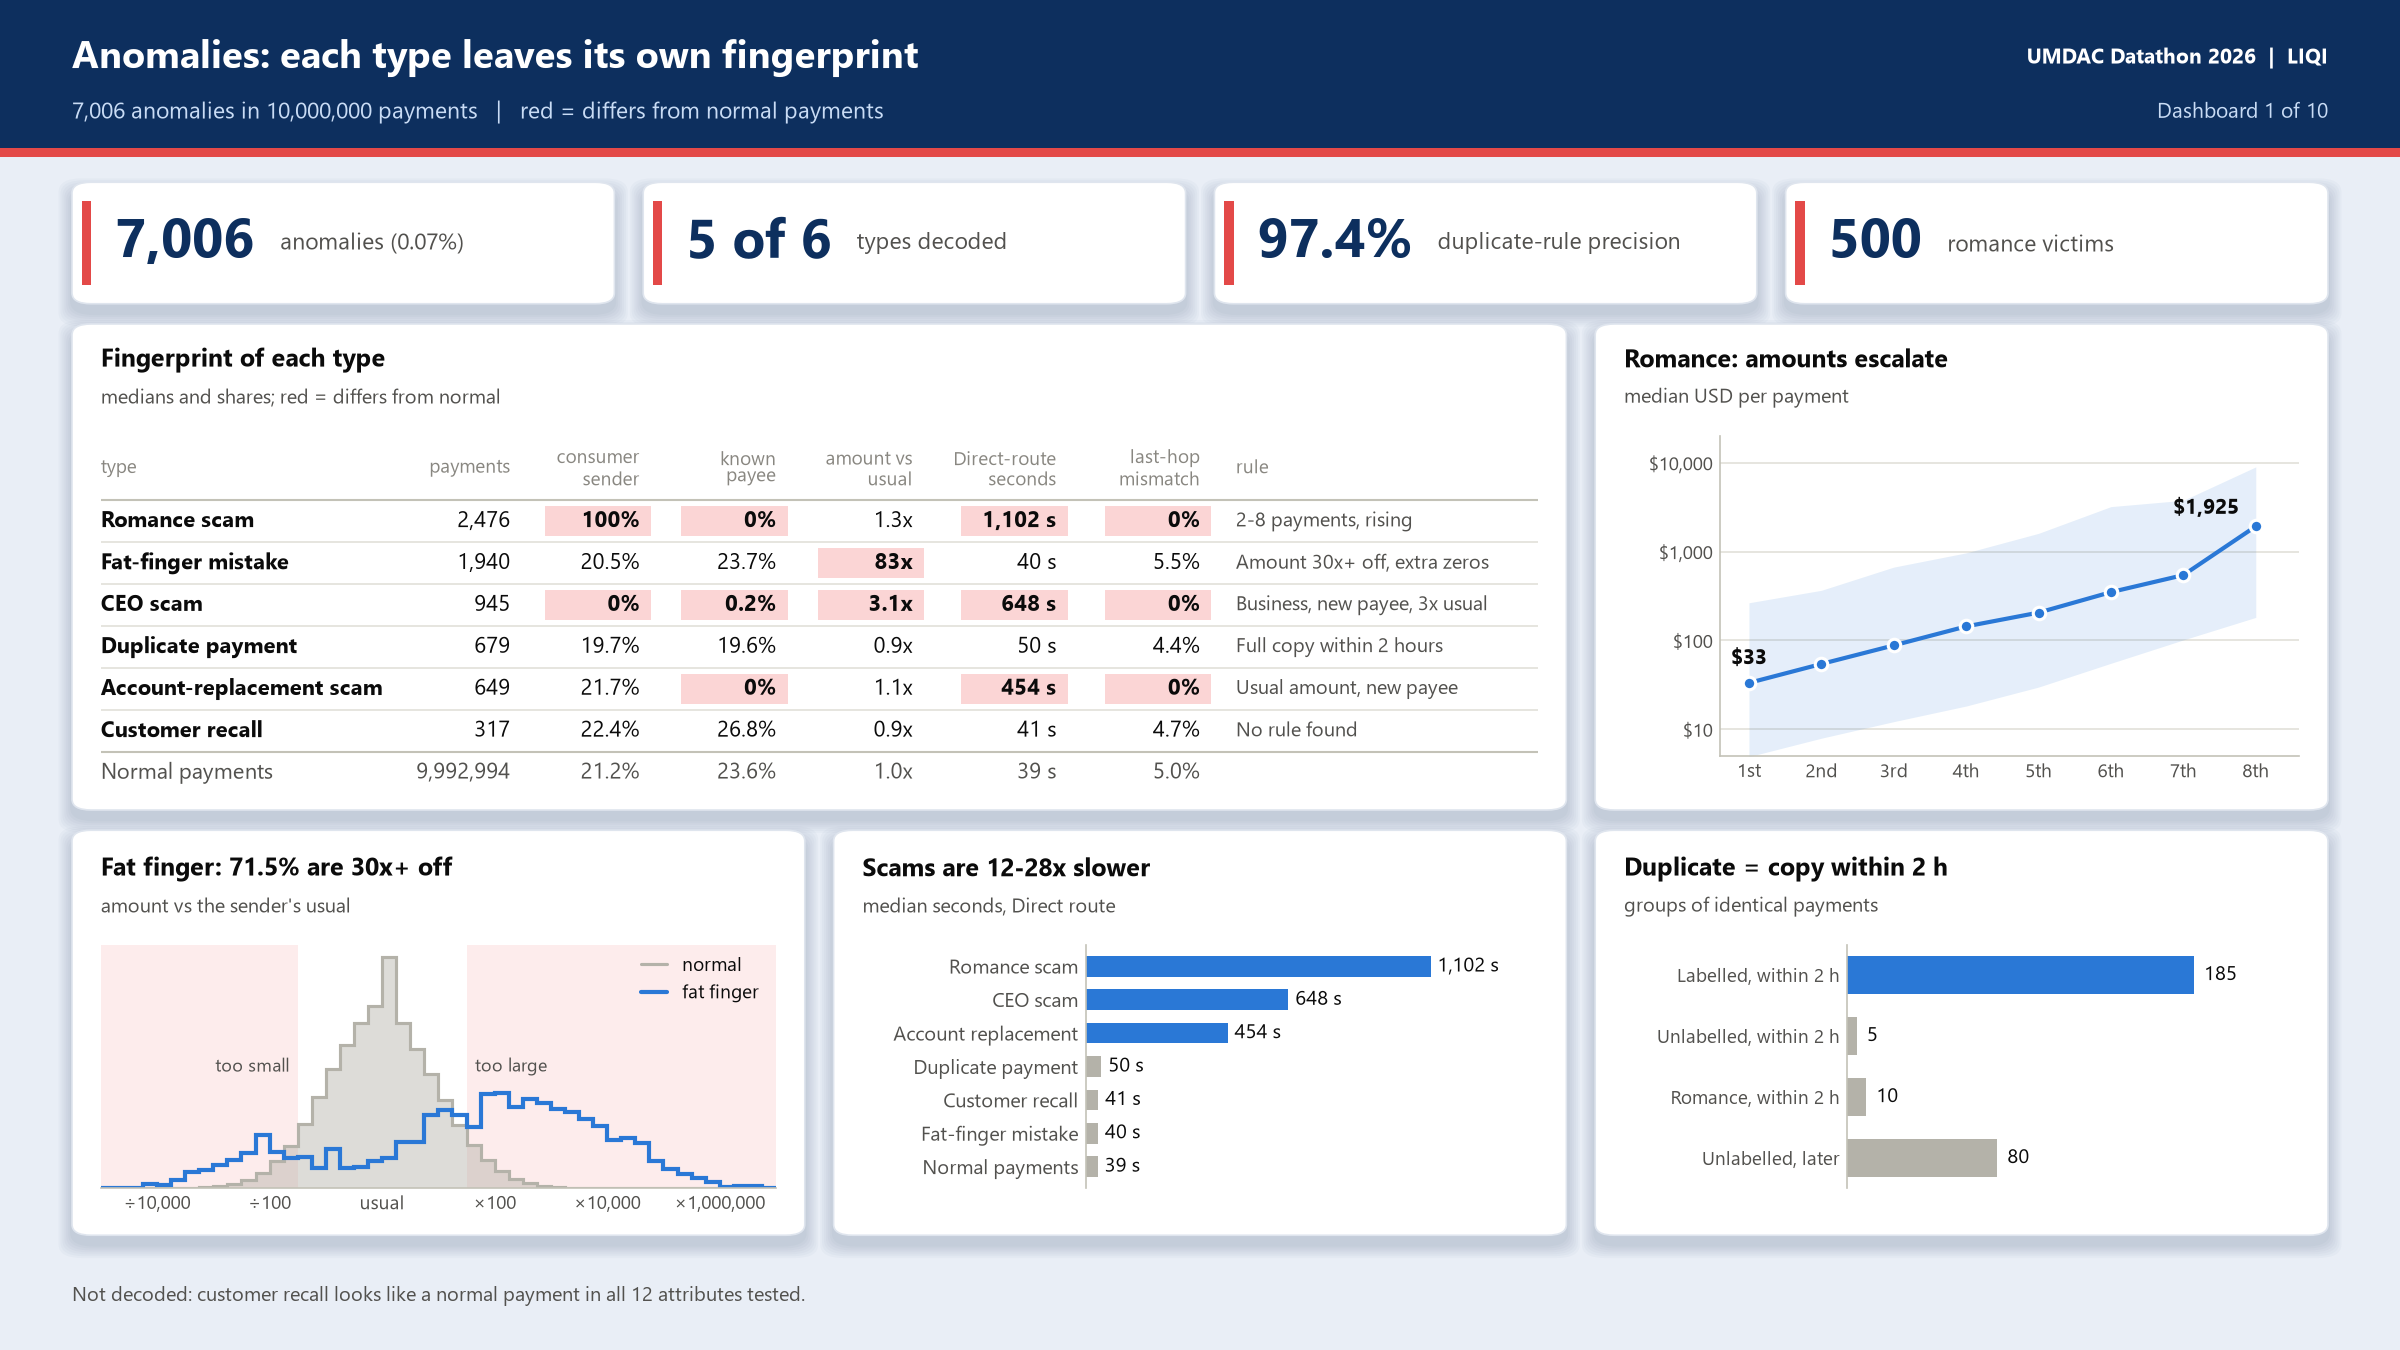 Anomalies: each type leaves its own fingerprint
UMDAC Datathon 2026 | LIQI
7,006 anomalies in 10,000,000 payments | red = differs from normal payments
Dashboard 1 of 10
7,006 anomalies (0.07%)
5 of 6 types decoded
97.4% duplicate-rule precision
500 romance victims
Fingerprint of each type
medians and shares; red = differs from normal
type payments consumer sender known payee amount vs usual Direct-route seconds last-hop mismatch rule
Romance scam 2,476 100% 0% 1.3x 1,102 s 0% 2-8 payments, rising
Fat-finger mistake 1,940 20.5% 23.7% 83x 40 s 5.5% Amount 30x+ off, extra zeros
CEO scam 945 0% 0.2% 3.1x 648 s 0% Business, new payee, 3x usual
Duplicate payment 679 19.7% 19.6% 0.9x 50 s 4.4% Full copy within 2 hours
Account-replacement scam 649 21.7% 0% 1.1x 454 s 0% Usual amount, new payee
Customer recall 317 22.4% 26.8% 0.9x 41 s 4.7% No rule found
Normal payments 9,992,994 21.2% 23.6% 1.0x 39 s 5.0%
Romance: amounts escalate
median USD per payment
$10,000
$1,000
$100
$10
$33
$1,925
1st 2nd 3rd 4th 5th 6th 7th 8th
Fat finger: 71.5% are 30x+ off
amount vs the sender's usual
normal
fat finger
too small
too large
÷10,000 ÷100 usual ×100 ×10,000 ×1,000,000
Scams are 12-28x slower
median seconds, Direct route
Romance scam 1,102 s
CEO scam 648 s
Account replacement 454 s
Duplicate payment 50 s
Customer recall 41 s
Fat-finger mistake 40 s
Normal payments 39 s
Duplicate = copy within 2 h
groups of identical payments
Labelled, within 2 h 185
Unlabelled, within 2 h 5
Romance, within 2 h 10
Unlabelled, later 80
Not decoded: customer recall looks like a normal payment in all 12 attributes tested.